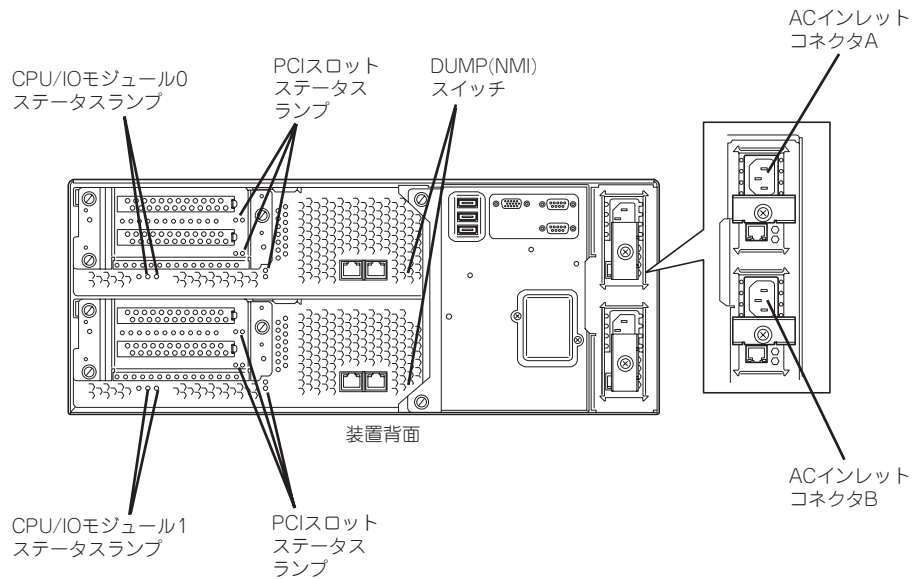 ACインレット
コネクタA
CPU/IOモジュール0
ステータスランプ
PCIスロット
ステータス
ランプ
DUMP(NMI)
スイッチ
装置背面
CPU/IOモジュール1
ステータスランプ
PCIスロット
ステータス
ランプ
ACインレット
コネクタB